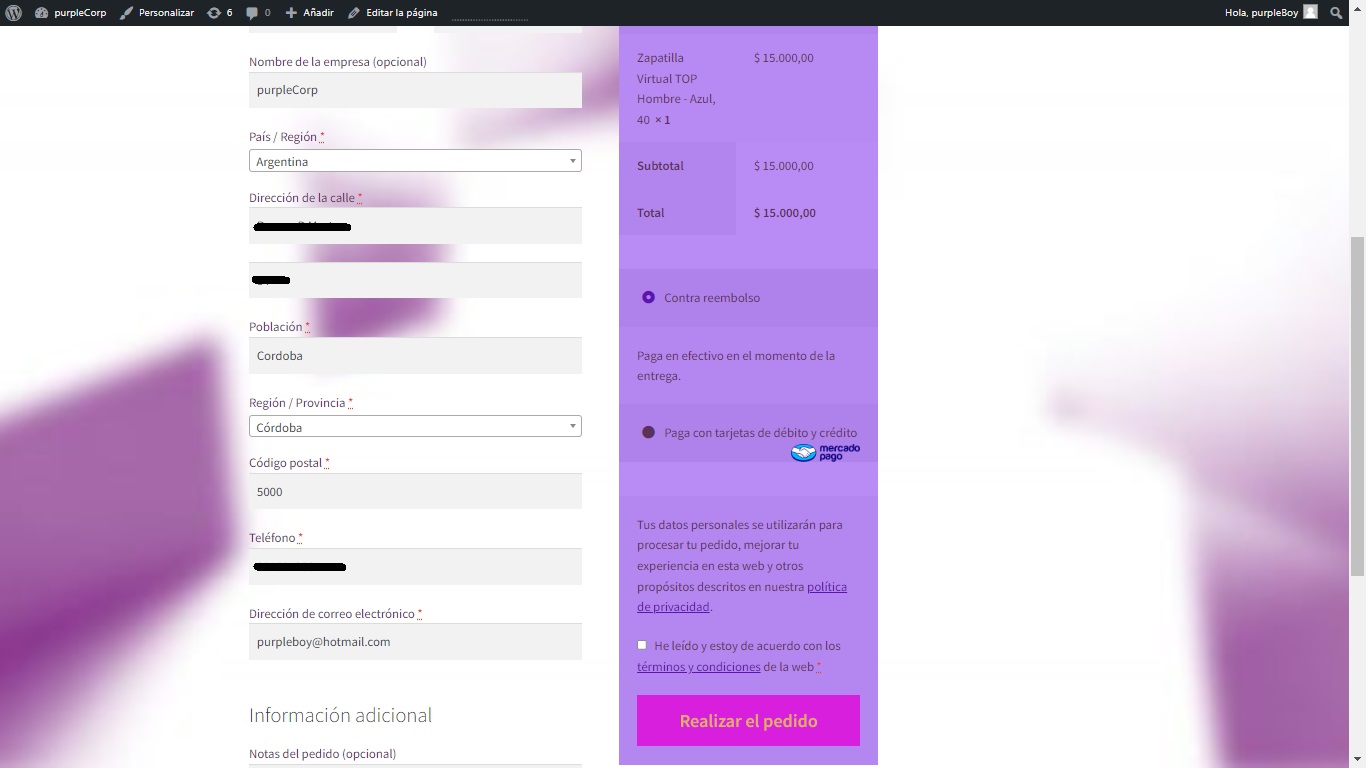 purpleCorp
Personalizar
6
0
Añadir
Editar la página
Hola, purpleBoy
Nombre de la empresa (opcional)
purpleCorp
País / Región *
Argentina
Dirección de la calle *
Población *
Cordoba
Región / Provincia *
Córdoba
Código postal *
5000
Teléfono *
Dirección de correo electrónico *
purpleboy@hotmail.com
Información adicional
Notas del pedido (opcional)
Zapatilla
Virtual TOP
Hombre - Azul,
40 × 1
$ 15.000,00
Subtotal
$ 15.000,00
Total
$ 15.000,00
Contra reembolso
Paga en efectivo en el momento de la
entrega.
Paga con tarjetas de débito y crédito
mercado
pago
Tus datos personales se utilizarán para
procesar tu pedido, mejorar tu
experiencia en esta web y otros
propósitos descritos en nuestra política
de privacidad.
He leído y estoy de acuerdo con los
términos y condiciones de la web *
Realizar el pedido